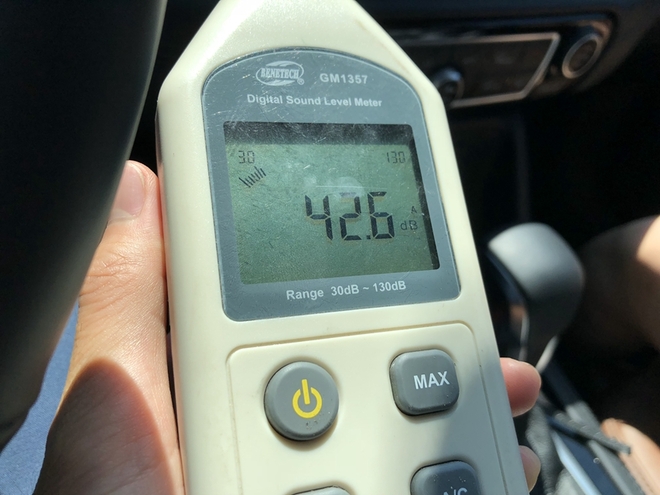 BENETECH
GM1357
Digital Sound Level Meter
30
130
42.6
A
dB
Range 30dB ~ 130dB
MAX
A/C